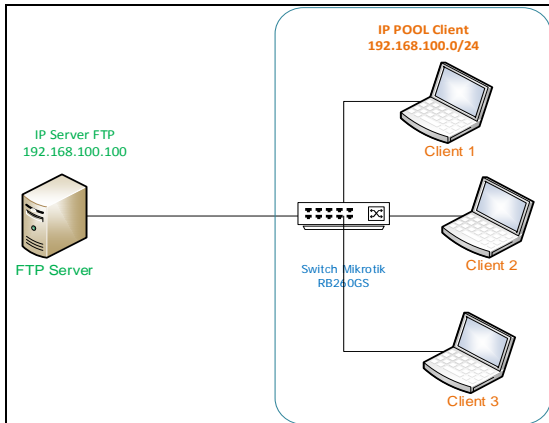 IP POOL Client
192.168.100.0/24
IP Server FTP
192.168.100.100
Client 1
FTP Server
Switch Mikrotik
RB260GS
Client 2
Client 3